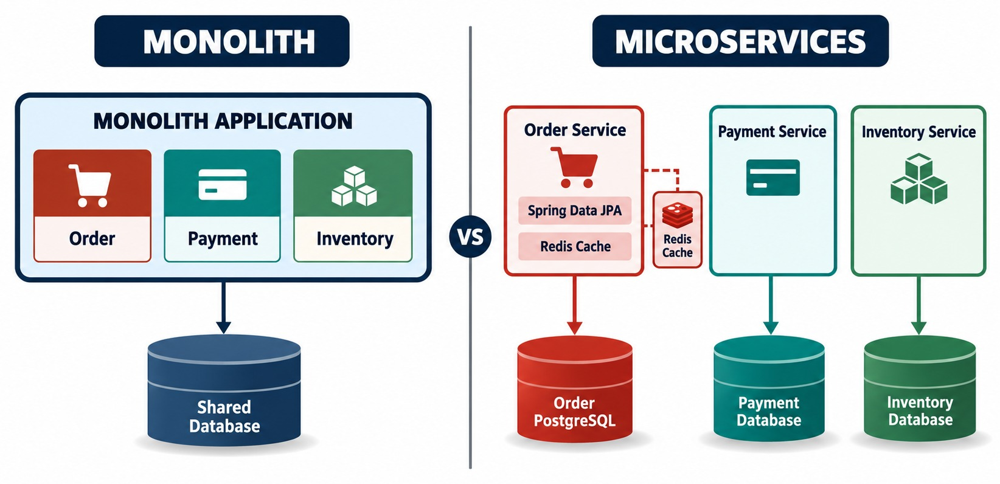 MONOLITH
MONOLITH APPLICATION
Order
Payment
Inventory
Shared
Database
VS
MICROSERVICES
Order Service
Spring Data JPA
Redis Cache
Redis
Cache
Payment Service
Inventory Service
Order
PostgreSQL
Payment
Database
Inventory
Database